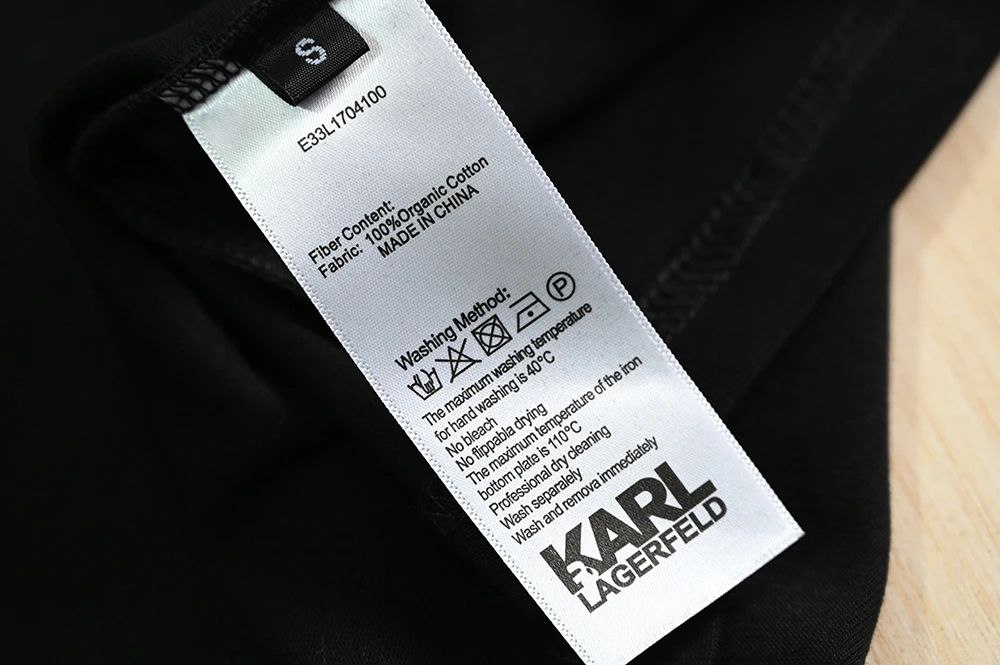 S
E33L1704100
Fiber Content:
Fabric: 100%Organic Cotton
MADE IN CHINA
Washing Method:
P
The maximum washing temperature
for hand washing is 40°C
No bleach
No flippabla drying
The maximum temperature of the iron
bottom plate is 110°C
Professional dry cleaning
Wash separately
Wash and remova immediately
KARL
LAGERFELD